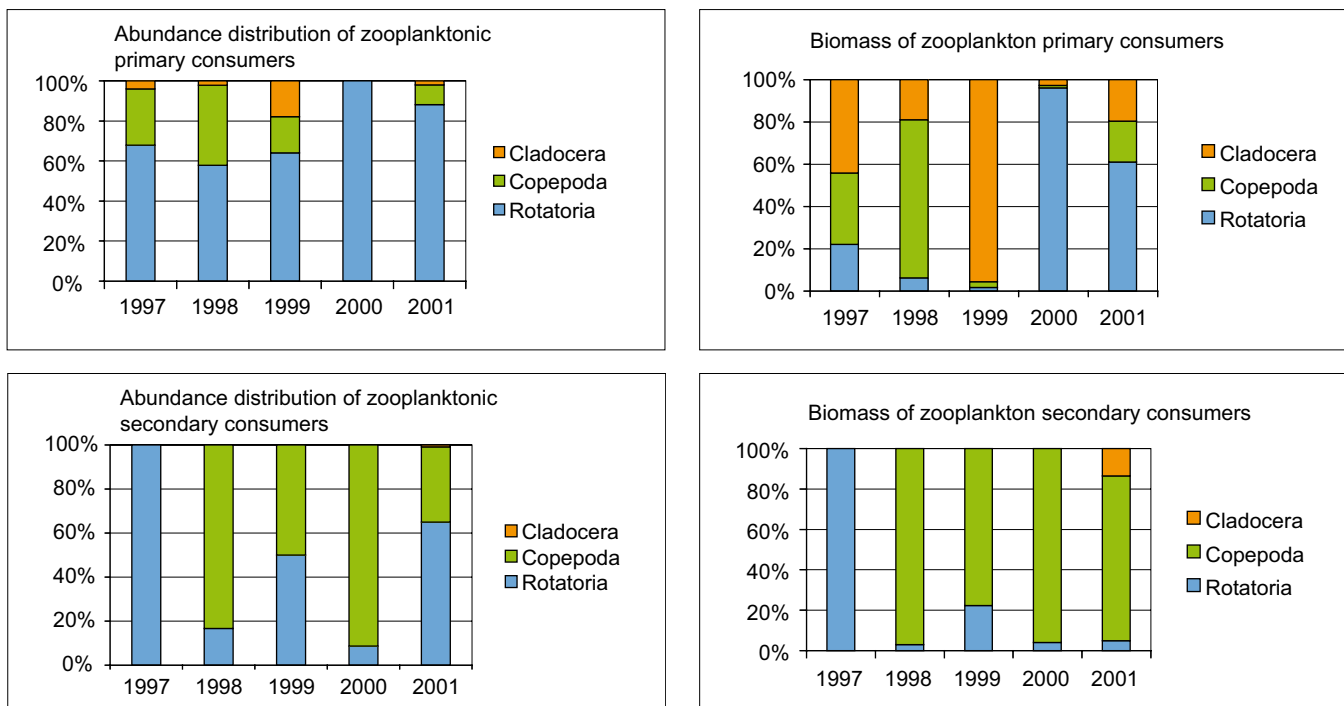 Abundance distribution of zooplanktonic
primary consumers
100%
80%
60%
40%
20%
0%
1997 1998 1999 2000 2001
Cladocera
Copepoda
Rotatoria
Biomass of zooplankton primary consumers
100%
80%
60%
40%
20%
0%
1997 1998 1999 2000 2001
Cladocera
Copepoda
Rotatoria
Abundance distribution of zooplanktonic
secondary consumers
100%
80%
60%
40%
20%
0%
1997 1998 1999 2000 2001
Cladocera
Copepoda
Rotatoria
Biomass of zooplankton secondary consumers
100%
80%
60%
40%
20%
0%
1997 1998 1999 2000 2001
Cladocera
Copepoda
Rotatoria